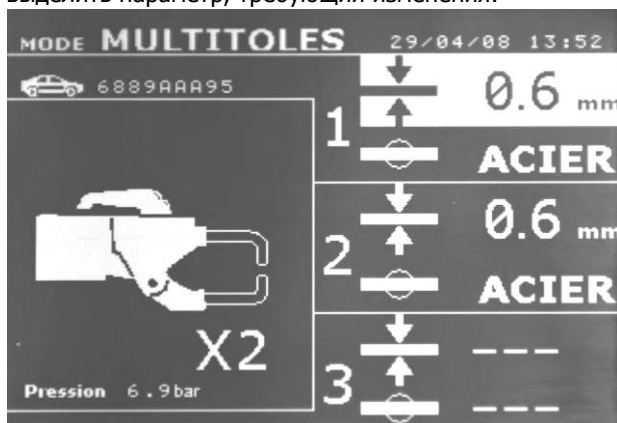 выделять параметр, требующий изменения.
MODE MULTITOLES 29/04/08 13:52
6889AAA95
1
0.6 mm
ACIER
2
0.6 mm
ACIER
X2
Pression 6.9bar
3
---
---